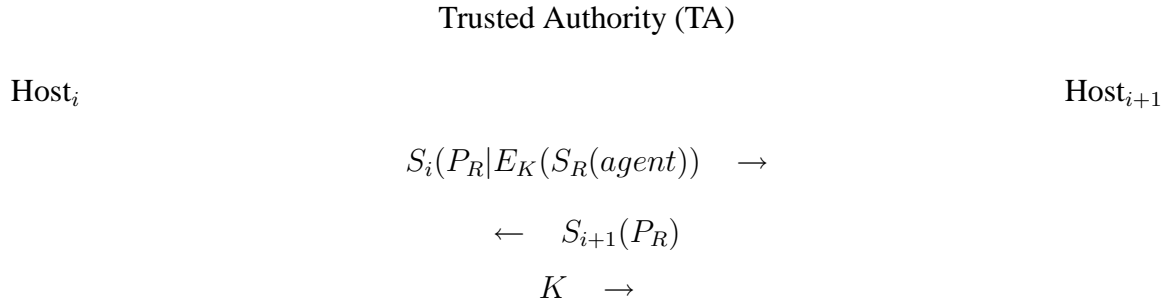 Trusted Authority (TA)
Host_i Host_{i+1}
S_i(P_R|E_K(S_R(agent)) →
← S_{i+1}(P_R)
K →